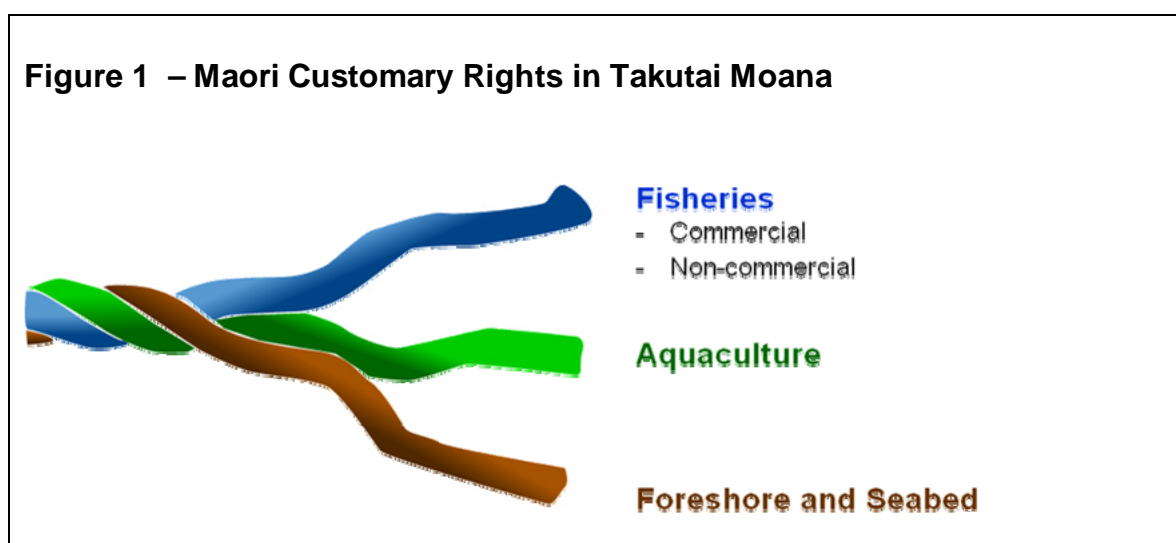 Figure 1 – Maori Customary Rights in Takutai Moana
Fisheries
- Commercial
- Non-commercial
Aquaculture
Foreshore and Seabed